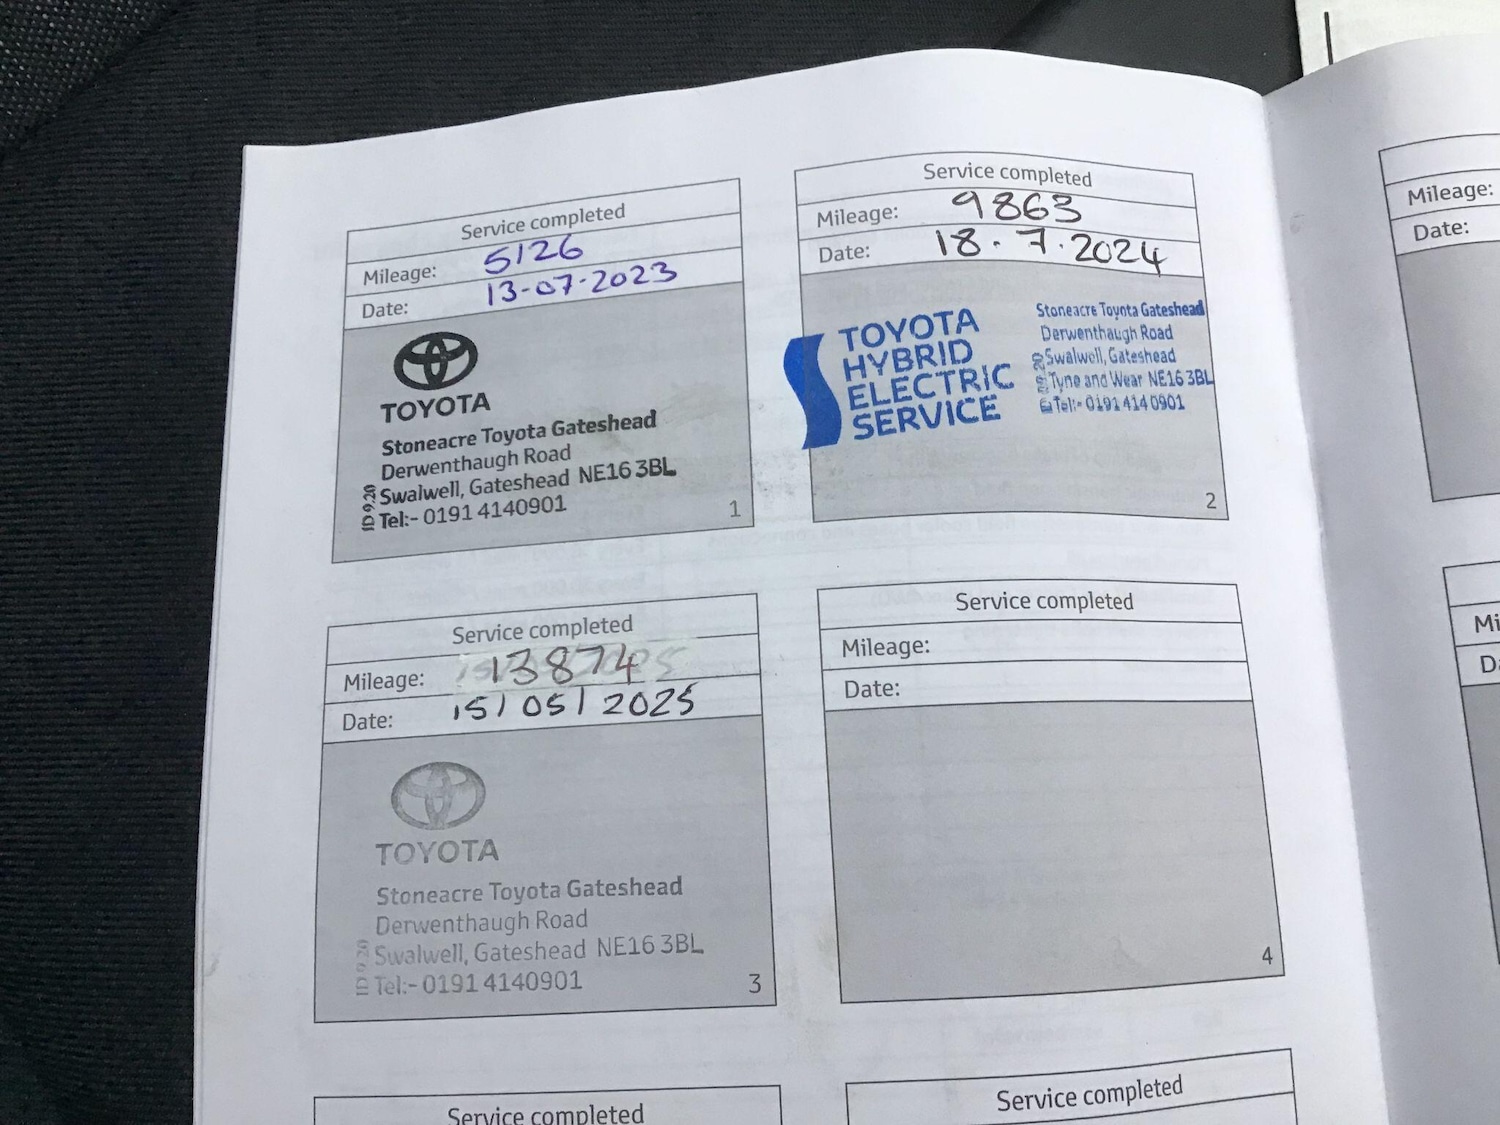 Service completed
Mileage: 5126
Date: 13-07-2023
TOYOTA
Stoneacre Toyota Gateshead
Derwenthaugh Road
Swalwell, Gateshead NE16 3BL
Tel:- 0191 4140901
ID 9.20
1
Service completed
Mileage: 9863
Date: 18.7.2024
TOYOTA
HYBRID
ELECTRIC
SERVICE
Stoneacre Toyota Gateshead
Derwenthaugh Road
Swalwell, Gateshead
Tyne and Wear NE16 3BL
Tel:- 0191 414 0901
2
Mileage:
Date:
Service completed
Mileage: 13874
Date: 15/05/2025
TOYOTA
Stoneacre Toyota Gateshead
Derwenthaugh Road
Swalwell, Gateshead NE16 3BL
Tel:- 0191 4140901
3
Service completed
Mileage:
Date:
4
Service completed
Service completed